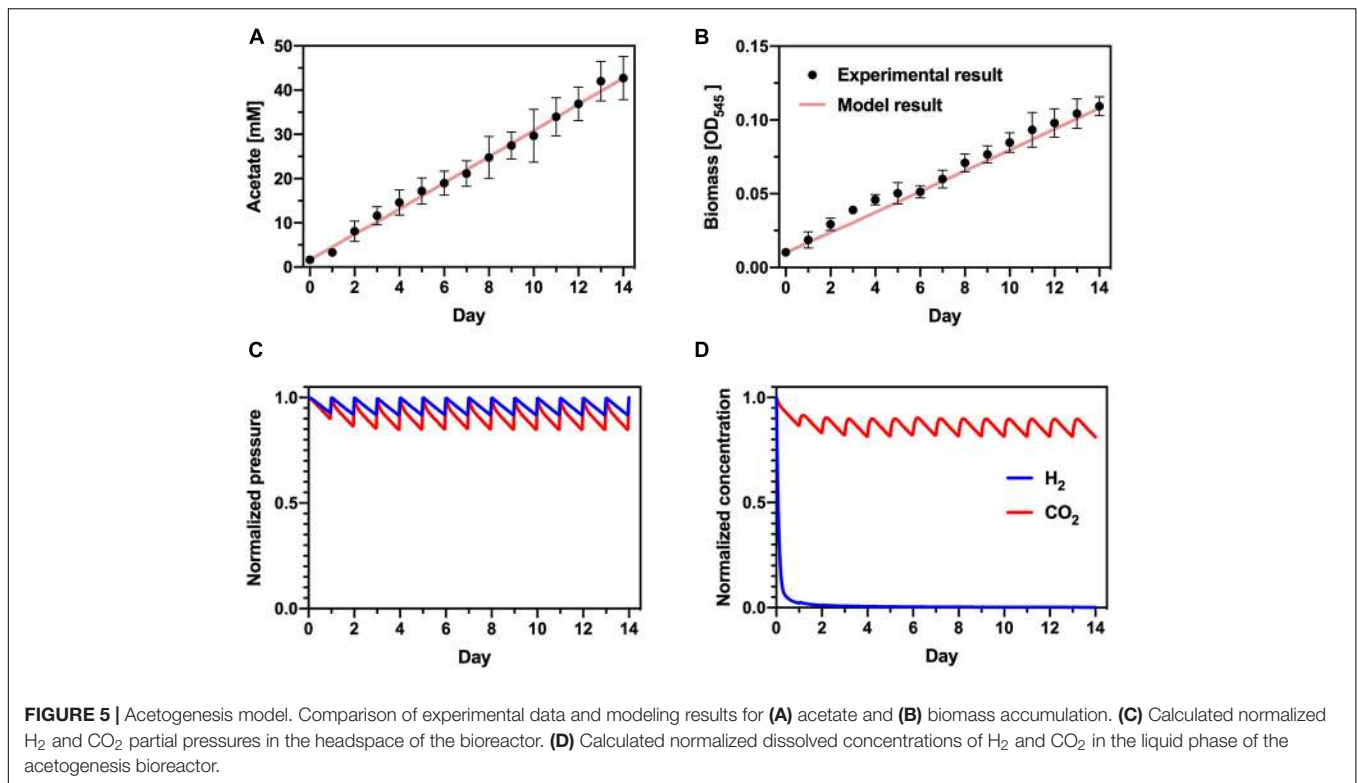 A
50
40
30
20
10
0
Acetate [mM]
0 2 4 6 8 10 12 14
Day
B
0.15
0.10
0.05
0.00
Biomass [OD545]
Experimental result
Model result
0 2 4 6 8 10 12 14
Day
C
1.0
0.5
0.0
Normalized pressure
0 2 4 6 8 10 12 14
Day
D
1.0
0.5
0.0
Normalized concentration
H2
CO2
0 2 4 6 8 10 12 14
Day
FIGURE 5 | Acetogenesis model. Comparison of experimental data and modeling results for (A) acetate and (B) biomass accumulation. (C) Calculated normalized
H2 and CO2 partial pressures in the headspace of the bioreactor. (D) Calculated normalized dissolved concentrations of H2 and CO2 in the liquid phase of the
acetogenesis bioreactor.